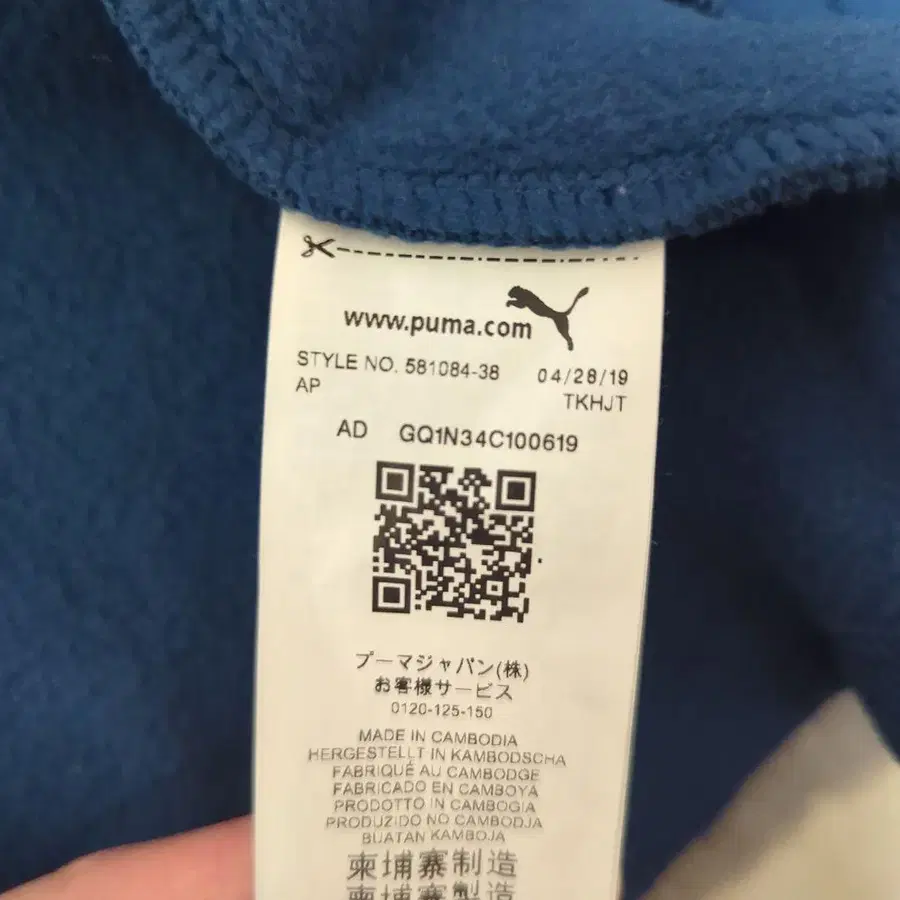 www.puma.com
STYLE NO. 581084-38 04/28/19
AP TKHJT
AD GQ1N34C100619
プーマジャパン(株)
お客様サービス
0120-125-150
MADE IN CAMBODIA
HERGESTELLT IN KAMBODSCHA
FABRIQUÉ AU CAMBODGE
FABRICADO EN CAMBOYA
PRODOTTO IN CAMBOGIA
PRODUZIDO NO CAMBODJA
BUATAN KAMBOJA
柬埔寨制造